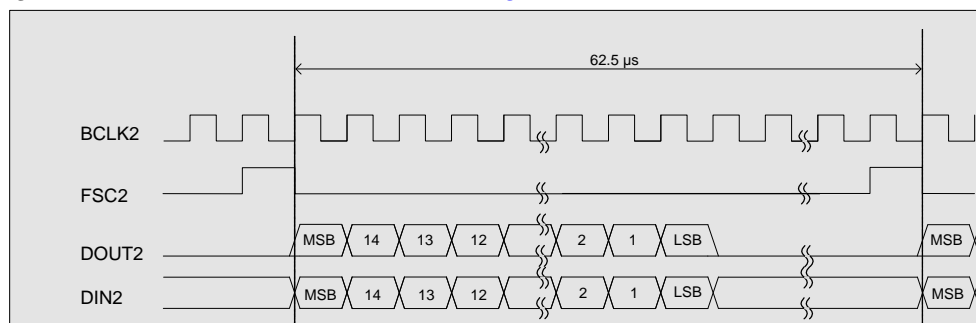 62.5 µs
BCLK2
FSC2
DOUT2 MSB 14 13 12 2 1 LSB MSB
DIN2 MSB 14 13 12 2 1 LSB MSB